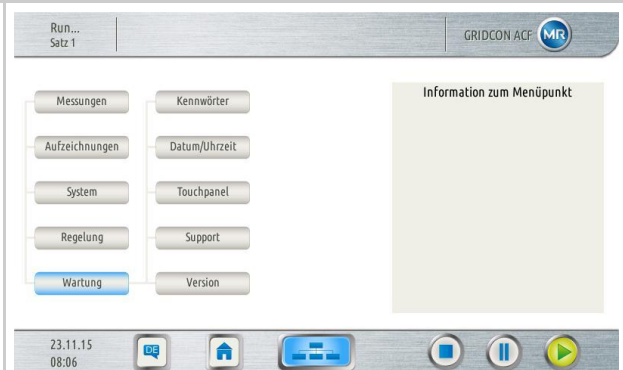 Run...
Satz 1
GRIDCON ACF
MR
Information zum Menüpunkt
Messungen
Kennwörter
Aufzeichnungen
Datum/Uhrzeit
System
Touchpanel
Regelung
Support
Wartung
Version
23.11.15
08:06
DE